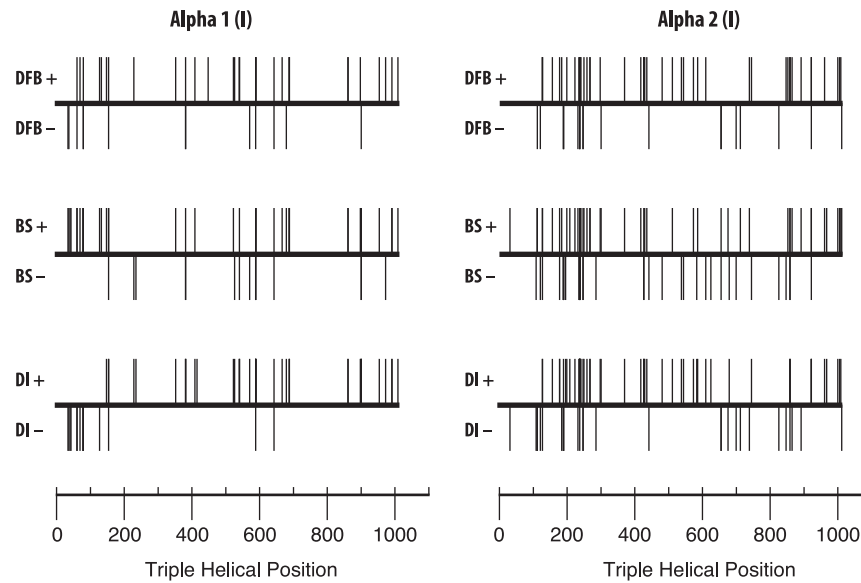 Alpha 1 (I)
Alpha 2 (I)
DFB +
DFB –
DFB +
DFB –
BS +
BS –
BS +
BS –
DI +
DI –
DI +
DI –
0 200 400 600 800 1000
0 200 400 600 800 1000
Triple Helical Position
Triple Helical Position